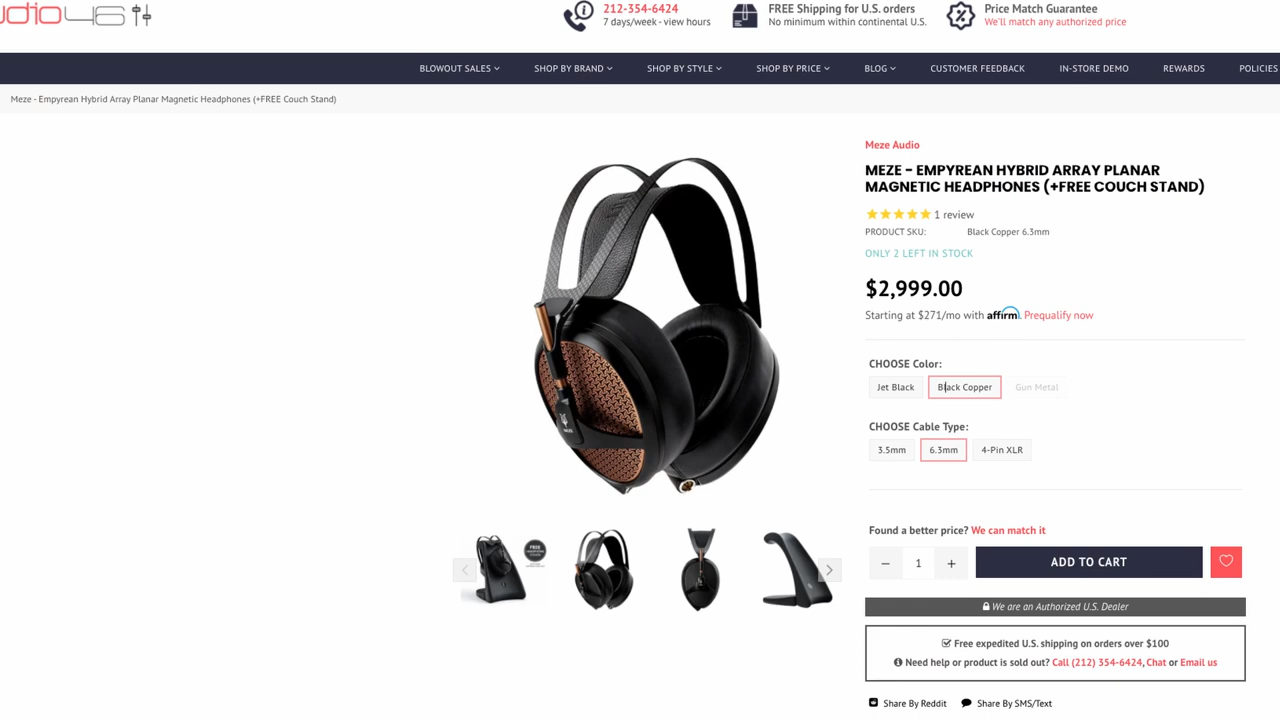 212-354-6424
7 days/week - view hours
FREE Shipping for U.S. orders
No minimum within continental U.S.
Price Match Guarantee
We'll match any authorized price
BLOWOUT SALES
SHOP BY BRAND
SHOP BY STYLE
SHOP BY PRICE
BLOG
CUSTOMER FEEDBACK
IN-STORE DEMO
REWARDS
POLICIES
Meze - Empyrean Hybrid Array Planar Magnetic Headphones (+FREE Couch Stand)
Meze Audio
MEZE - EMPYREAN HYBRID ARRAY PLANAR
MAGNETIC HEADPHONES (+FREE COUCH STAND)
1 review
PRODUCT SKU: Black Copper 6.3mm
ONLY 2 LEFT IN STOCK
$2,999.00
Starting at $271/mo with affirm. Prequalify now
CHOOSE Color:
Jet Black
Black Copper
Gun Metal
CHOOSE Cable Type:
3.5mm
6.3mm
4-Pin XLR
Found a better price? We can match it
− 1 +
ADD TO CART
We are an Authorized U.S. Dealer
Free expedited U.S. shipping on orders over $100
Need help or product is sold out? Call (212) 354-6424, Chat or Email us
Share By Reddit
Share By SMS/Text